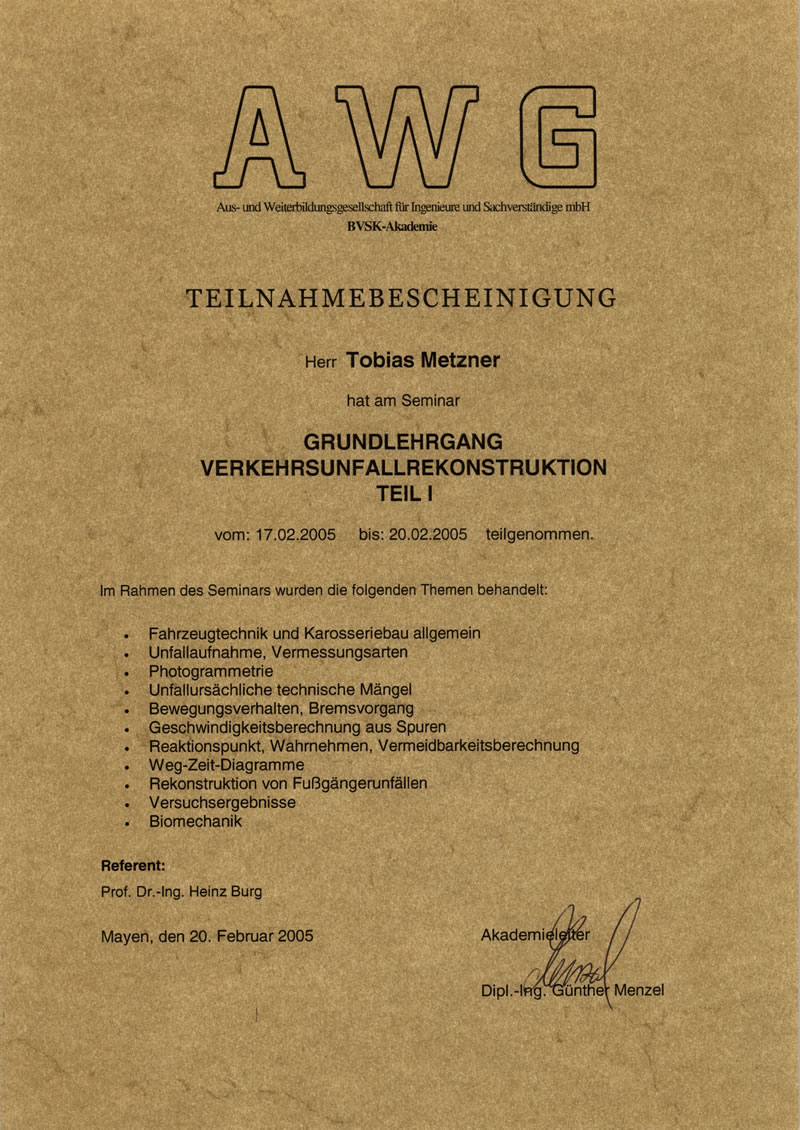 AWG
Aus- und Weiterbildungsgesellschaft für Ingenieure und Sachverständige mbH
BVSK-Akademie
TEILNAHMEBESCHEINIGUNG
Herr Tobias Metzner
hat am Seminar
GRUNDLEHRGANG
VERKEHRSUNFALLREKONSTRUKTION
TEIL I
vom: 17.02.2005 bis: 20.02.2005 teilgenommen.
Im Rahmen des Seminars wurden die folgenden Themen behandelt:
• Fahrzeugtechnik und Karosseriebau allgemein
• Unfallaufnahme, Vermessungsarten
• Photogrammetrie
• Unfallursächliche technische Mängel
• Bewegungsverhalten, Bremsvorgang
• Geschwindigkeitsberechnung aus Spuren
• Reaktionspunkt, Wahrnehmen, Vermeidbarkeitsberechnung
• Weg-Zeit-Diagramme
• Rekonstruktion von Fußgängerunfällen
• Versuchsergebnisse
• Biomechanik
Referent:
Prof. Dr.-Ing. Heinz Burg
Mayen, den 20. Februar 2005
Akademieleiter
Menzel
Dipl.-Ing. Günther Menzel